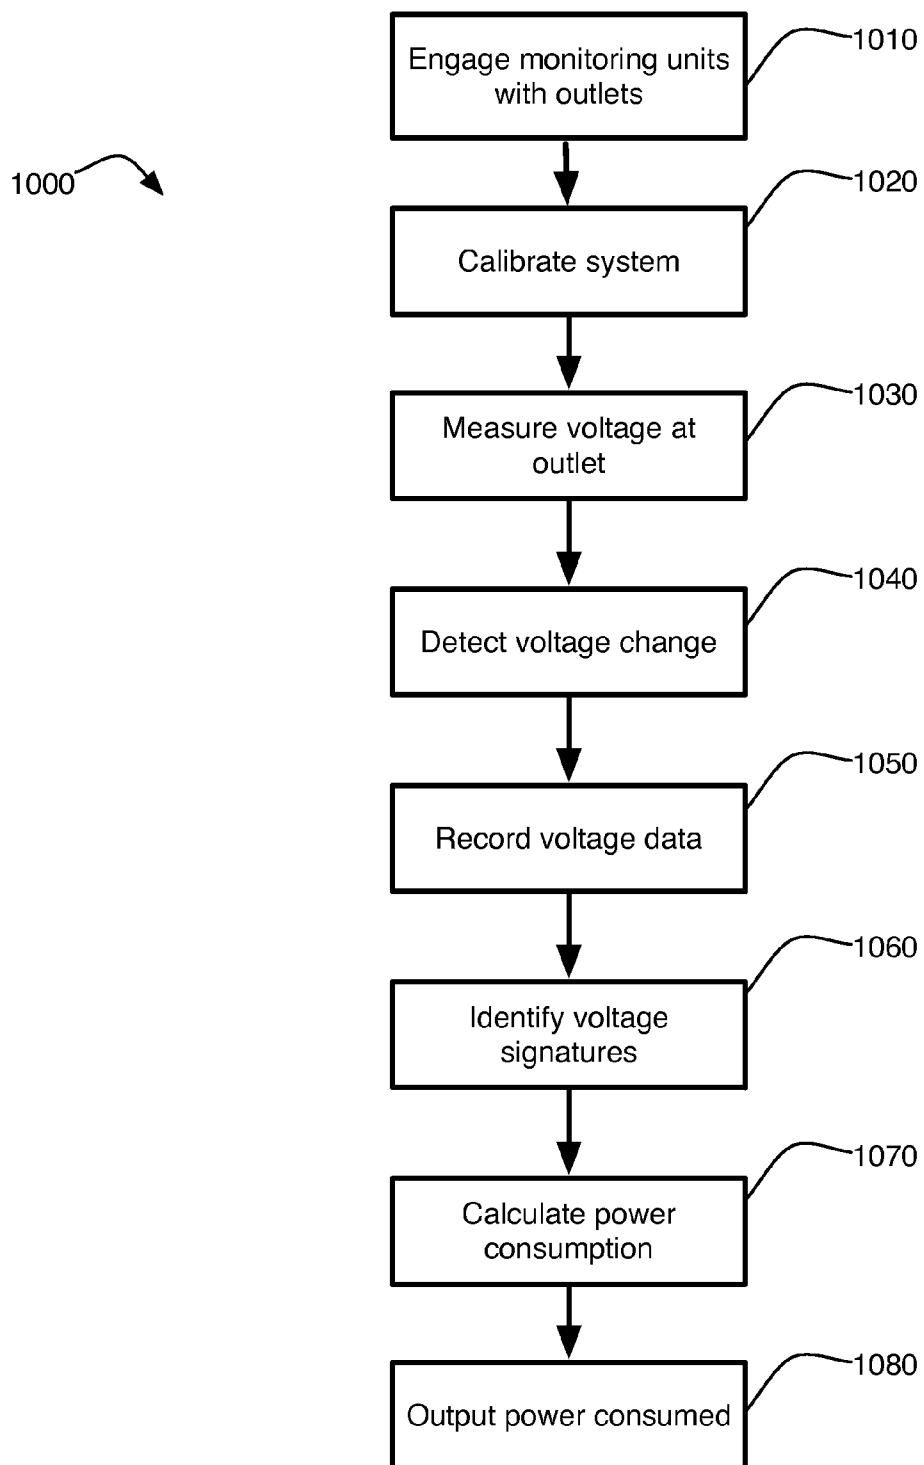 Engage monitoring units
with outlets
1010
1000
1020
Calibrate system
1030
Measure voltage at
outlet
1040
Detect voltage change
1050
Record voltage data
1060
Identify voltage
signatures
1070
Calculate power
consumption
1080
Output power consumed